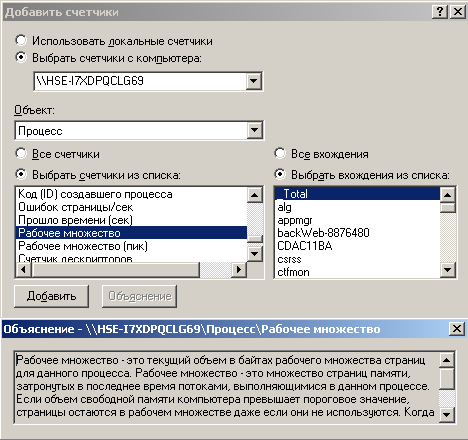 Добавить счетчики
Использовать локальные счетчики
Выбрать счетчики с компьютера:
\\HSE-I7XDPQCLG69
Объект:
Процесс
Все счетчики
Все вхождения
Выбрать счетчики из списка:
Выбрать вхождения из списка:
Код (ID) создавшего процесса
Ошибок страницы/сек
Прошло времени (сек)
Рабочее множество
Рабочее множество (пик)
Счетчик дескрипторов
_Total
alg
appmgr
backWeb-8876480
CDAC11BA
csrss
ctfmon
Добавить
Объяснение
Объяснение - \\HSE-I7XDPQCLG69\Процесс\Рабочее множество
Рабочее множество - это текущий объем в байтах рабочего множества страниц
для данного процесса. Рабочее множество - это множество страниц памяти,
затронутых в последнее время потоками, выполняющимися в данном процессе.
Если объем свободной памяти компьютера превышает пороговое значение,
страницы остаются в рабочем множестве даже если они не используются. Когда